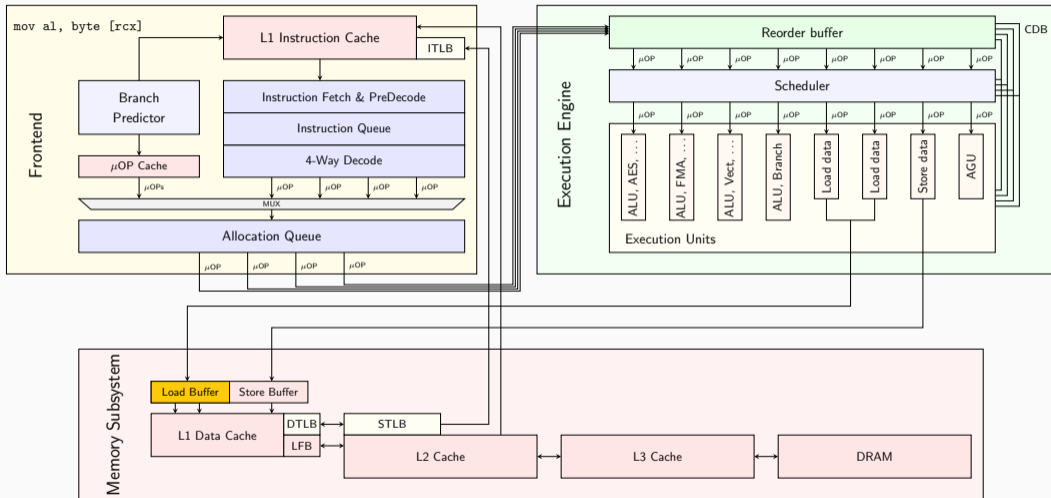 mov al, byte [rcx]
Frontend
L1 Instruction Cache
ITLB
Branch
Predictor
Instruction Fetch & PreDecode
Instruction Queue
4-Way Decode
μOP Cache
μOPs
μOP
μOP
μOP
μOP
MUX
Allocation Queue
μOP
μOP
μOP
μOP
Execution Engine
Reorder buffer
CDB
μOP
μOP
μOP
μOP
μOP
μOP
μOP
μOP
Scheduler
μOP
μOP
μOP
μOP
μOP
μOP
μOP
μOP
ALU, AES, ...
ALU, FMA, ...
ALU, Vect, ...
ALU, Branch
Load data
Load data
Store data
AGU
Execution Units
Memory Subsystem
Load Buffer
Store Buffer
L1 Data Cache
DTLB
LFB
STLB
L2 Cache
L3 Cache
DRAM